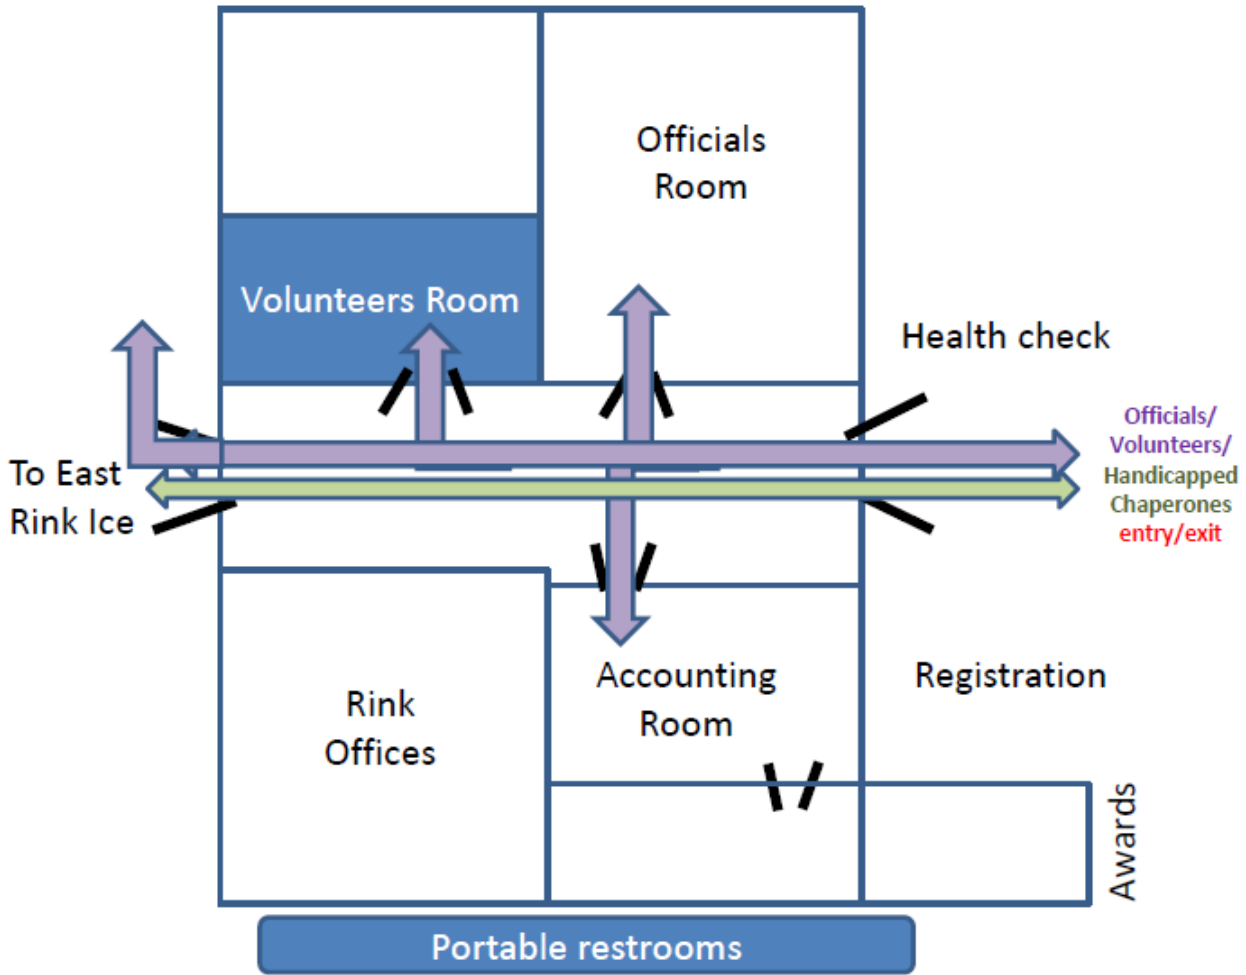 Officials
Room
Volunteers Room
Health check
Officials/
Volunteers/
Handicapped
Chaperones
entry/exit
To East
Rink Ice
Accounting
Room
Registration
Rink
Offices
Awards
Portable restrooms